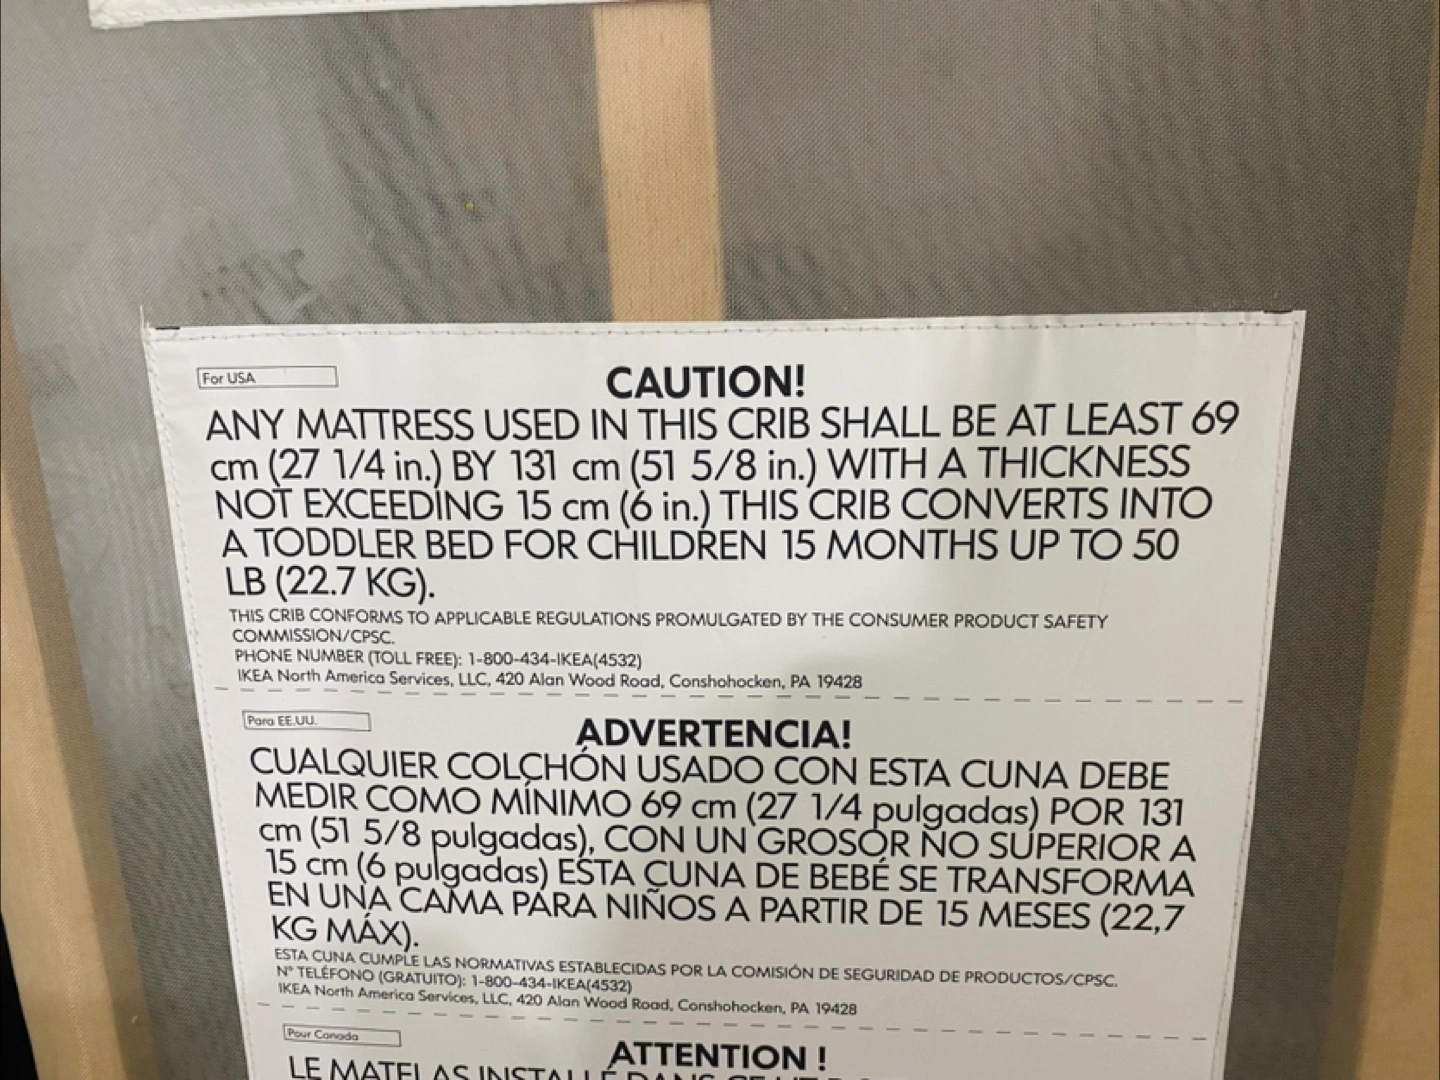 For USA
CAUTION!
ANY MATTRESS USED IN THIS CRIB SHALL BE AT LEAST 69
cm (27 1/4 in.) BY 131 cm (51 5/8 in.) WITH A THICKNESS
NOT EXCEEDING 15 cm (6 in.) THIS CRIB CONVERTS INTO
A TODDLER BED FOR CHILDREN 15 MONTHS UP TO 50
LB (22.7 KG).
THIS CRIB CONFORMS TO APPLICABLE REGULATIONS PROMULGATED BY THE CONSUMER PRODUCT SAFETY
COMMISSION/CPSC.
PHONE NUMBER (TOLL FREE): 1-800-434-IKEA(4532)
IKEA North America Services, LLC, 420 Alan Wood Road, Conshohocken, PA 19428
Para EE.UU.
ADVERTENCIA!
CUALQUIER COLCHÓN USADO CON ESTA CUNA DEBE
MEDIR COMO MÍNIMO 69 cm (27 1/4 pulgadas) POR 131
cm (51 5/8 pulgadas), CON UN GROSOR NO SUPERIOR A
15 cm (6 pulgadas) ESTA CUNA DE BEBÉ SE TRANSFORMA
EN UNA CAMA PARA NIÑOS A PARTIR DE 15 MESES (22,7
KG MÁX).
ESTA CUNA CUMPLE LAS NORMATIVAS ESTABLECIDAS POR LA COMISIÓN DE SEGURIDAD DE PRODUCTOS/CPSC.
N° TELÉFONO (GRATUITO): 1-800-434-IKEA(4532)
IKEA North America Services, LLC, 420 Alan Wood Road, Conshohocken, PA 19428
Pour Canada
ATTENTION !
LE MATELAS INSTALLÉ DANS